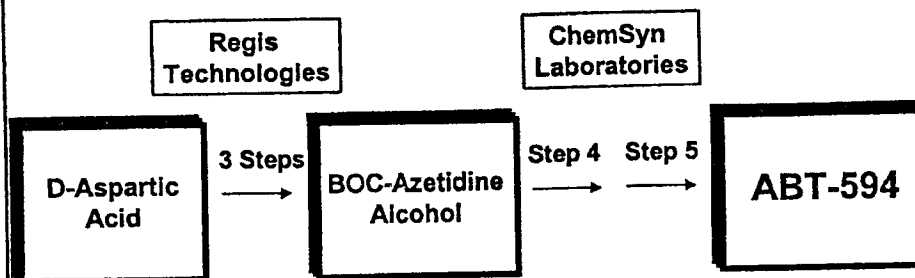 Regis
Technologies
ChemSyn
Laboratories
D-Aspartic
Acid
3 Steps
BOC-Azetidine
Alcohol
Step 4 Step 5
ABT-594